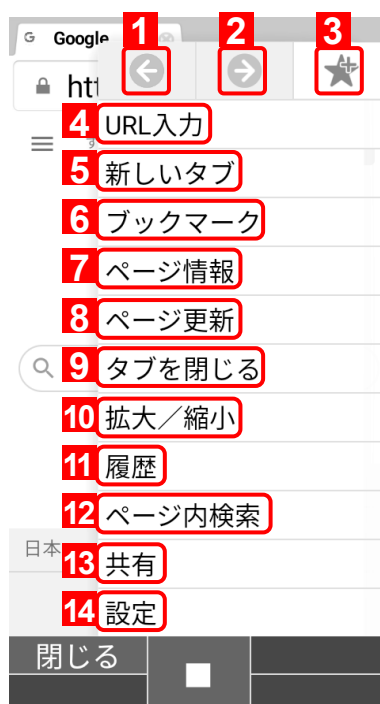 G Google
1 2 3
htt
4 URL入力
す
5 新しいタブ
6 ブックマーク
7 ページ情報
8 ページ更新
9 タブを閉じる
10 拡大／縮小
11 履歴
12 ページ内検索
日本
13 共有
14 設定
閉じる